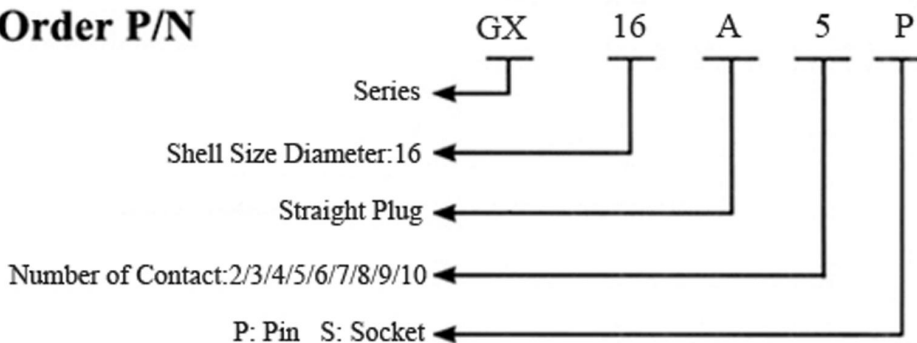 Order P/N GX 16 A 5 P
Series
Shell Size Diameter:16
Straight Plug
Number of Contact:2/3/4/5/6/7/8/9/10
P: Pin S: Socket